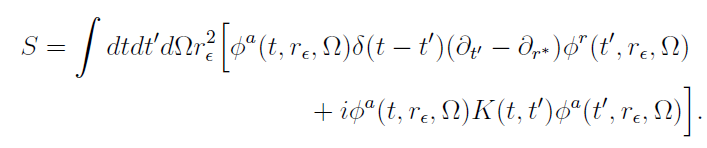 S = ∫ dtdt′dΩr_ϵ^2 [ϕ^a(t, r_ϵ, Ω)δ(t − t′)(∂_{t′} − ∂_{r*})ϕ^r(t′, r_ϵ, Ω)
+ iϕ^a(t, r_ϵ, Ω)K(t, t′)ϕ^a(t′, r_ϵ, Ω)].